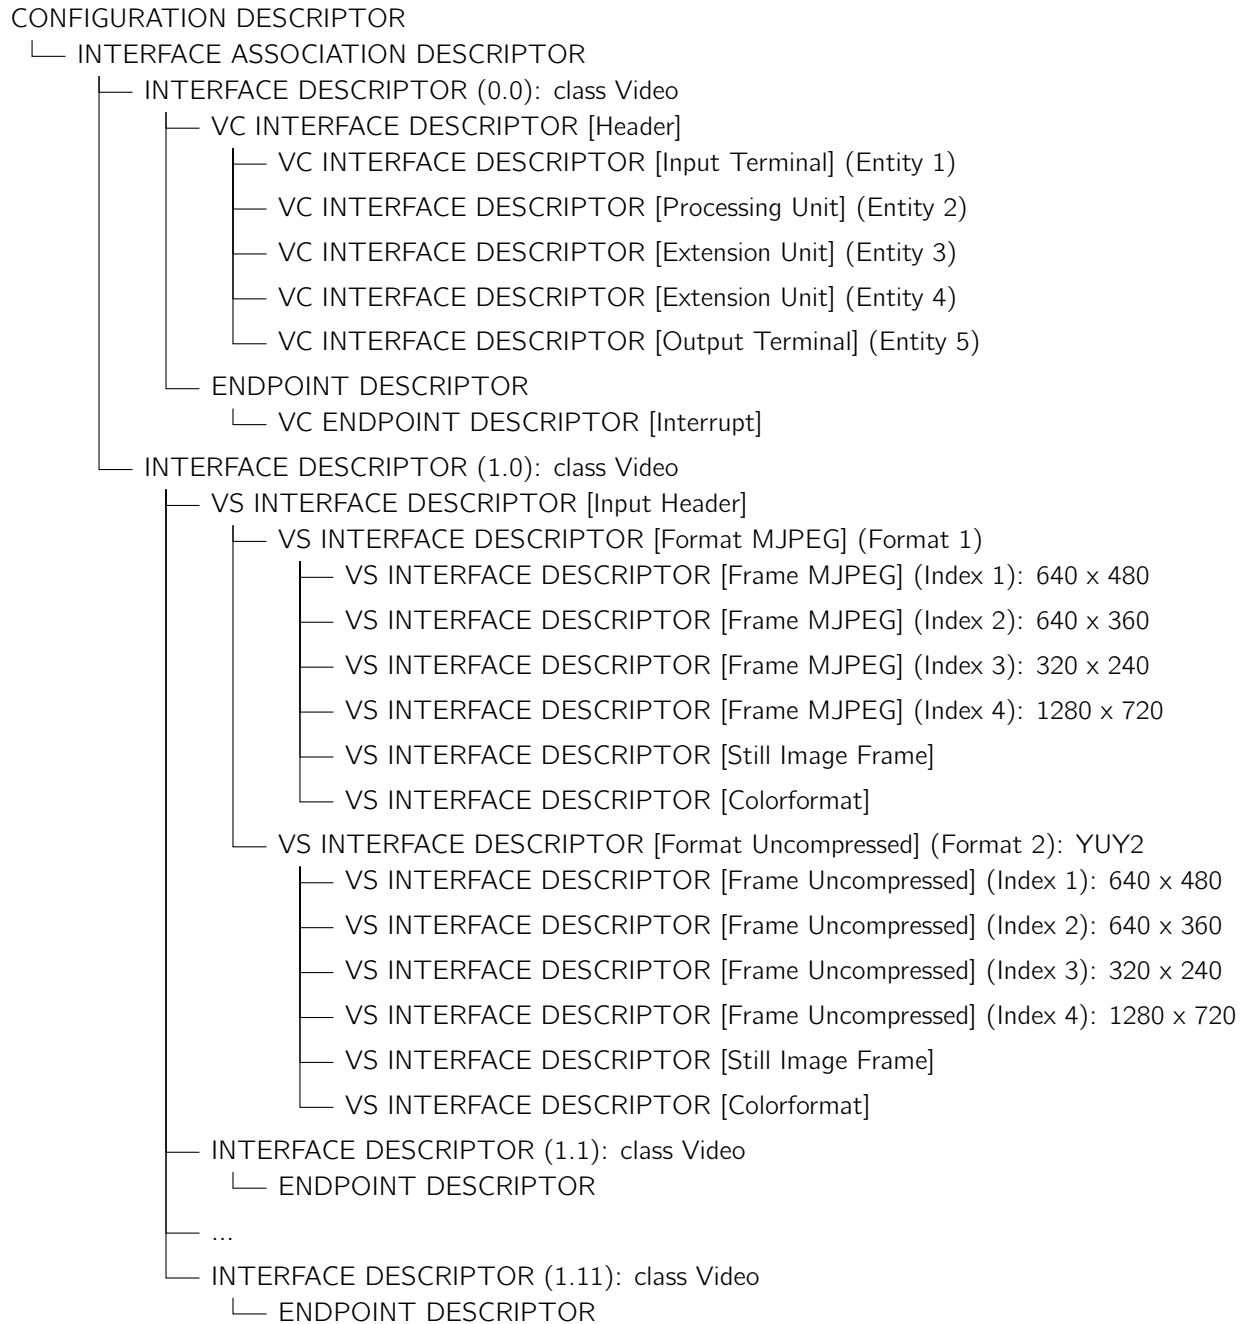 CONFIGURATION DESCRIPTOR
INTERFACE ASSOCIATION DESCRIPTOR
INTERFACE DESCRIPTOR (0.0): class Video
VC INTERFACE DESCRIPTOR [Header]
VC INTERFACE DESCRIPTOR [Input Terminal] (Entity 1)
VC INTERFACE DESCRIPTOR [Processing Unit] (Entity 2)
VC INTERFACE DESCRIPTOR [Extension Unit] (Entity 3)
VC INTERFACE DESCRIPTOR [Extension Unit] (Entity 4)
VC INTERFACE DESCRIPTOR [Output Terminal] (Entity 5)
ENDPOINT DESCRIPTOR
VC ENDPOINT DESCRIPTOR [Interrupt]
INTERFACE DESCRIPTOR (1.0): class Video
VS INTERFACE DESCRIPTOR [Input Header]
VS INTERFACE DESCRIPTOR [Format MJPEG] (Format 1)
VS INTERFACE DESCRIPTOR [Frame MJPEG] (Index 1): 640 x 480
VS INTERFACE DESCRIPTOR [Frame MJPEG] (Index 2): 640 x 360
VS INTERFACE DESCRIPTOR [Frame MJPEG] (Index 3): 320 x 240
VS INTERFACE DESCRIPTOR [Frame MJPEG] (Index 4): 1280 x 720
VS INTERFACE DESCRIPTOR [Still Image Frame]
VS INTERFACE DESCRIPTOR [Colorformat]
VS INTERFACE DESCRIPTOR [Format Uncompressed] (Format 2): YUY2
VS INTERFACE DESCRIPTOR [Frame Uncompressed] (Index 1): 640 x 480
VS INTERFACE DESCRIPTOR [Frame Uncompressed] (Index 2): 640 x 360
VS INTERFACE DESCRIPTOR [Frame Uncompressed] (Index 3): 320 x 240
VS INTERFACE DESCRIPTOR [Frame Uncompressed] (Index 4): 1280 x 720
VS INTERFACE DESCRIPTOR [Still Image Frame]
VS INTERFACE DESCRIPTOR [Colorformat]
INTERFACE DESCRIPTOR (1.1): class Video
ENDPOINT DESCRIPTOR
...
INTERFACE DESCRIPTOR (1.11): class Video
ENDPOINT DESCRIPTOR